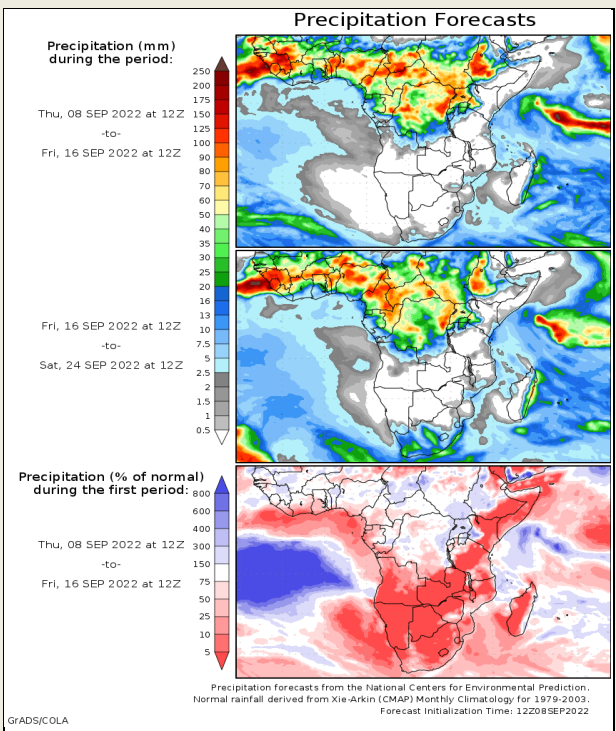 Precipitation Forecasts
Precipitation (mm)
during the period:
Thu, 08 SEP 2022 at 12Z
-to-
Fri, 16 SEP 2022 at 12Z
250
200
175
150
125
100
90
80
70
60
50
40
35
30
25
20
16
13
10
7.5
5
2.5
2
1.5
1
0.5
Fri, 16 SEP 2022 at 12Z
-to-
Sat, 24 SEP 2022 at 12Z
Precipitation (% of normal)
during the first period:
Thu, 08 SEP 2022 at 12Z
-to-
Fri, 16 SEP 2022 at 12Z
800
600
400
300
150
75
50
25
10
5
Precipitation forecasts from the National Centers for Environmental Prediction.
Normal rainfall derived from Xie-Arkin (CMAP) Monthly Climatology for 1979-2003.
Forecast Initialization Time: 12Z08SEP2022
GrADS/COLA